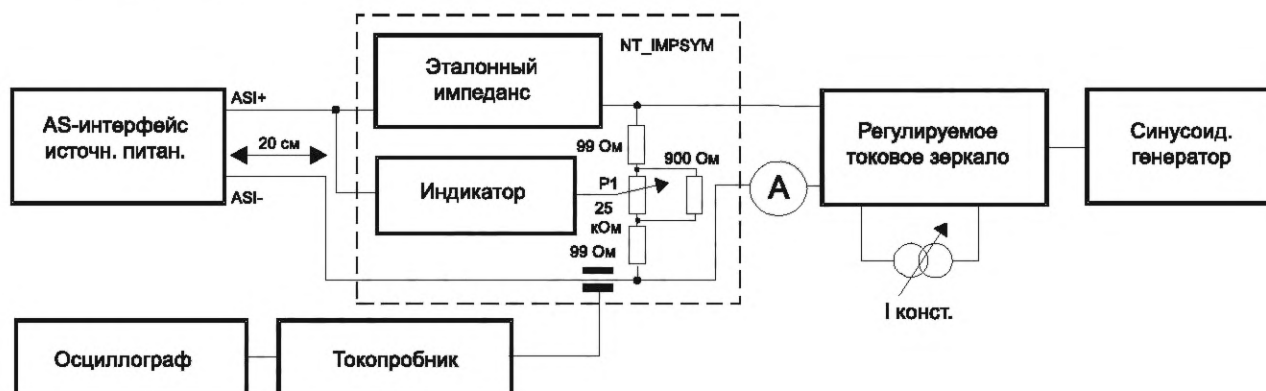 NT_IMPSYM
Эталонный
импеданс
ASI+
AS-интерфейс
источн. питан.
20 см
ASI-
Индикатор
99 Ом
900 Ом
P1
25
кОм
99 Ом
A
Регулируемое
токовое зеркало
Синусоид.
генератор
I конст.
Осциллограф
Токопробник